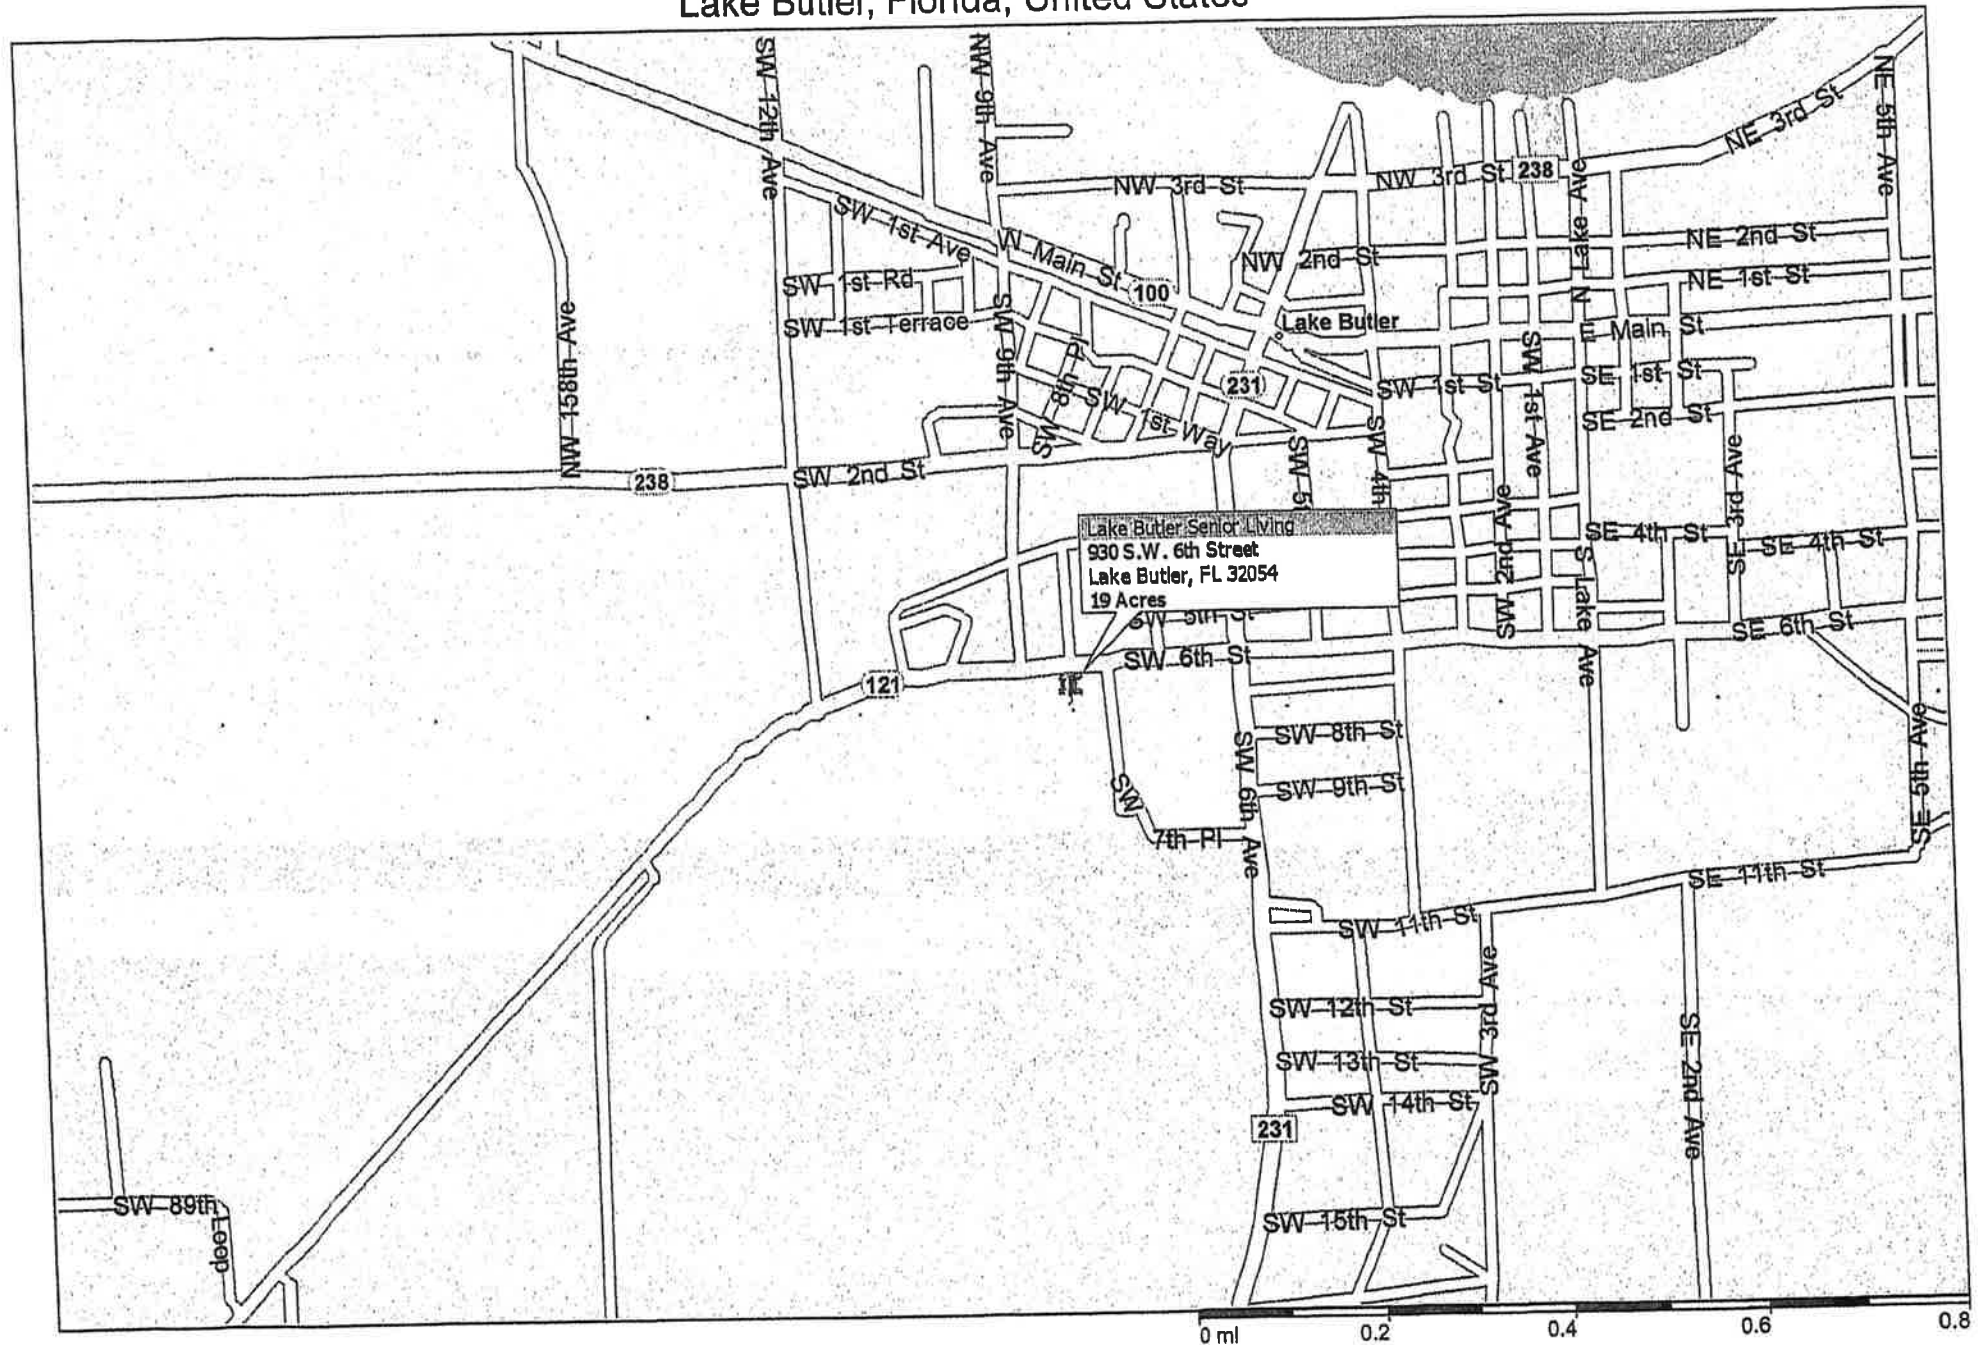 Lake Butler, Florida, United States
SW 12th Ave
NW 9th Ave
NE 5th Ave
NE 3rd St
NW 3rd St
NW 3rd St
238
N Lake Ave
SW 1st Ave
W Main St
100
NW 2nd St
NE 2nd St
NE 1st St
SW 1st Rd
SW 1st Terrace
Lake Butler
E Main St
NW 158th Ave
SW 9th Ave
SW 8th Pl
231
SW 1st St
SW 1st Ave
SE 1st St
SW 1st Way
SE 2nd St
238
SW 2nd St
SW 4th
SE 3rd Ave
Lake Butler Senior Living
930 S.W. 6th Street
Lake Butler, FL 32054
19 Acres
SW 2nd Ave
SE 4th St
SE 4th St
S Lake Ave
SW 5th St
SW 6th St
SE 6th St
121
SW 8th St
SW 6th Ave
SW 9th St
SW 7th Pl
SE 5th Ave
SE 11th St
SW 11th St
SW 12th St
SW 3rd Ave
SW 13th St
SW 14th St
231
SE 2nd Ave
SW 89th Loop
SW 15th St
0 mi 0.2 0.4 0.6 0.8